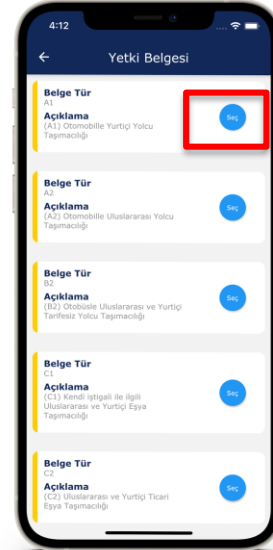 4:12
Yetki Belgesi
Belge Tür
A1
Açıklama
(A1) Otomobille Yurtiçi Yolcu
Taşımacılığı
Seç
Belge Tür
A2
Açıklama
(A2) Otomobille Uluslararası Yolcu
Taşımacılığı
Seç
Belge Tür
B2
Açıklama
(B2) Otobüsle Uluslararası ve Yurtiçi
Tarifesiz Yolcu Taşımacılığı
Seç
Belge Tür
C1
Açıklama
(C1) Kendi iştigali ile ilgili
Uluslararası ve Yurtiçi Eşya
Taşımacılığı
Seç
Belge Tür
C2
Açıklama
(C2) Uluslararası ve Yurtiçi Ticari
Eşya Taşımacılığı
Seç